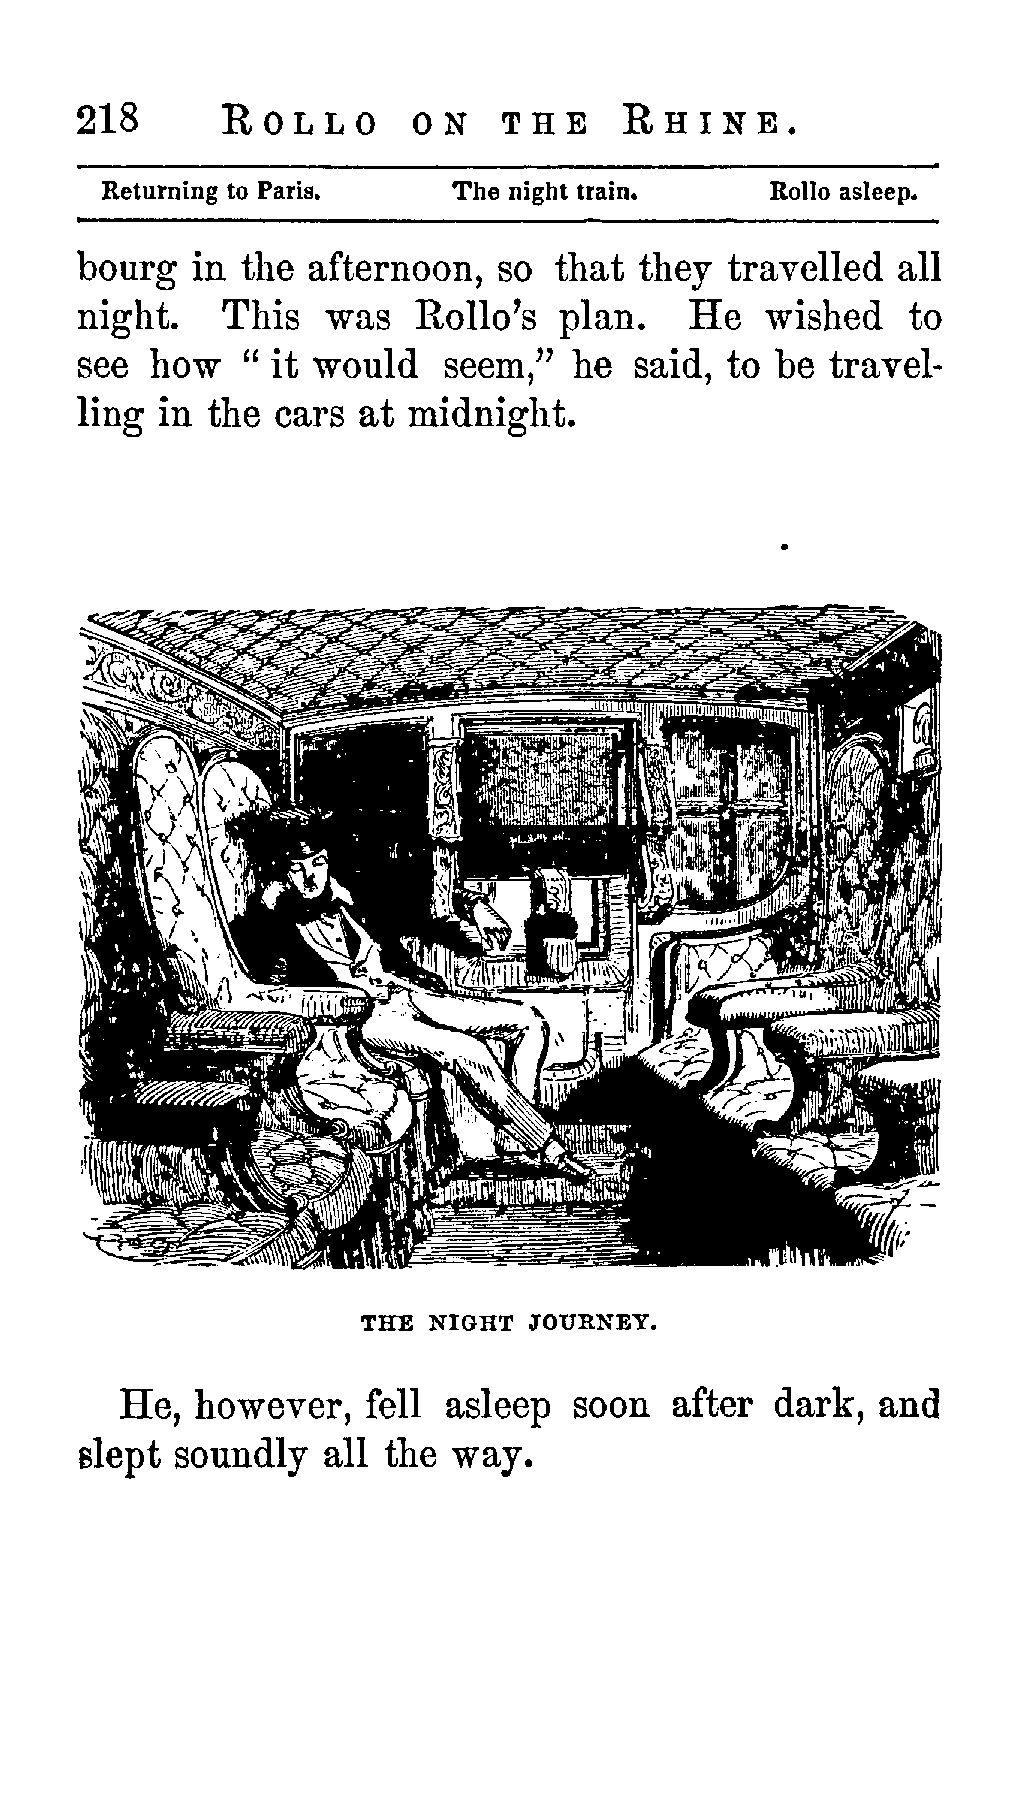 218 ROLLO ON THE RHINE.
Returning to Paris. The night train. Rollo asleep.
bourg in the afternoon, so that they travelled all
night. This was Rollo's plan. He wished to
see how " it would seem," he said, to be travel-
ling in the cars at midnight.
THE NIGHT JOURNEY.
He, however, fell asleep soon after dark, and
slept soundly all the way.